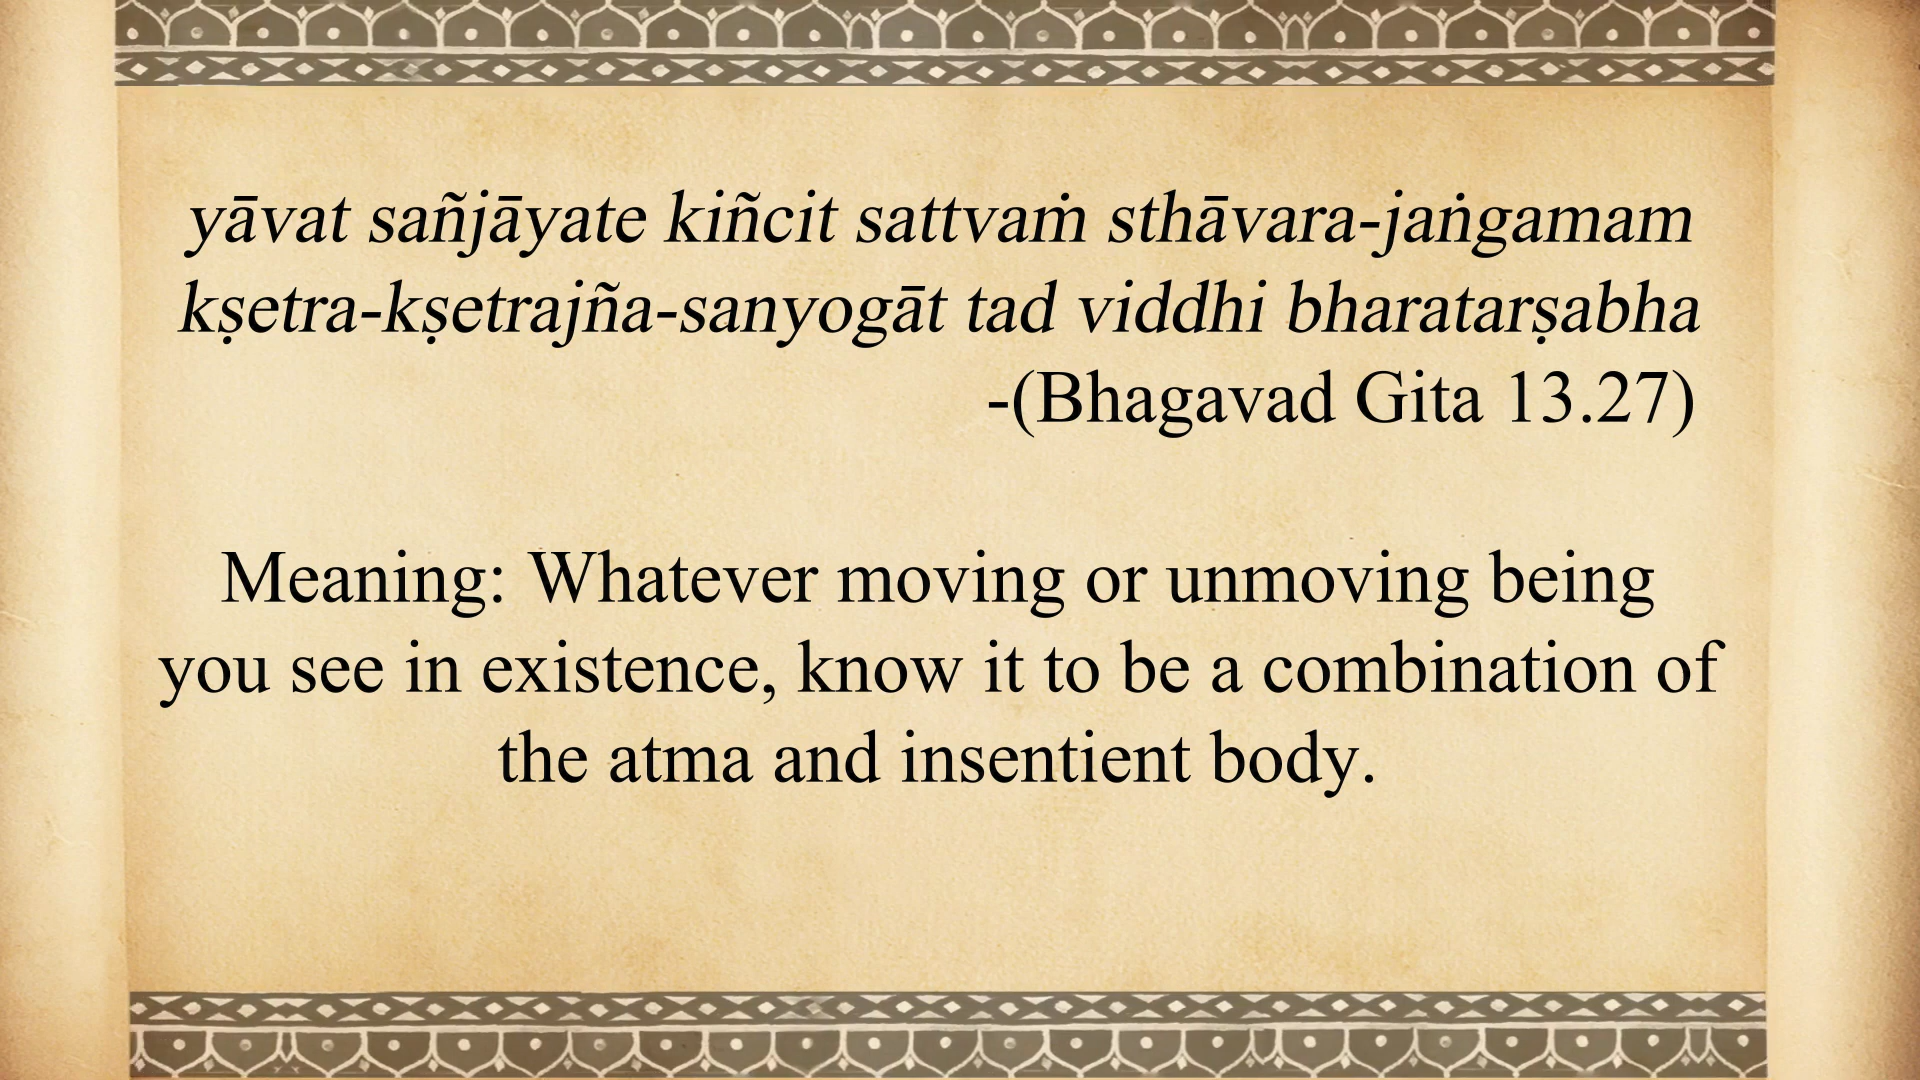 yāvat sañjāyate kiñcit sattvaṁ sthāvara-jaṅgamam
kṣetra-kṣetrajña-sanyogāt tad viddhi bharatarṣabha
-(Bhagavad Gita 13.27)
Meaning: Whatever moving or unmoving being
you see in existence, know it to be a combination of
the atma and insentient body.